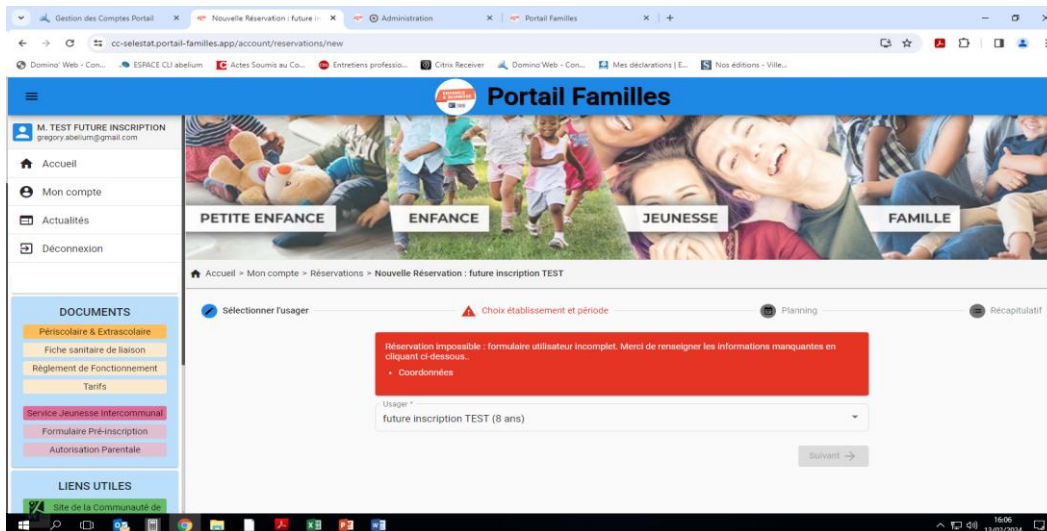 Gestion des Comptes Portail
Nouvelle Réservation : future in
Administration
Portail Familles
cc-selestat.portail-familles.app/account/reservations/new
Domino' Web - Con...
ESPACE CLI abelium
Actes Soumis au Co...
Entretiens professio...
Citrix Receiver
Domino'Web - Con...
Mes déclarations | E...
Nos éditions - Ville...
Portail Familles
M. TEST FUTURE INSCRIPTION
gregory.abelium@gmail.com
Accueil
Mon compte
Actualités
Déconnexion
PETITE ENFANCE
ENFANCE
JEUNESSE
FAMILLE
Accueil > Mon compte > Réservations > Nouvelle Réservation : future inscription TEST
Sélectionner l'usager
Choix établissement et période
Planning
Récapitulatif
Réservation impossible : formulaire utilisateur incomplet. Merci de renseigner les informations manquantes en
cliquant ci-dessous..
• Coordonnées
Usager *
future inscription TEST (8 ans)
Suivant
DOCUMENTS
Périscolaire & Extrascolaire
Fiche sanitaire de liaison
Règlement de Fonctionnement
Tarifs
Service Jeunesse Intercommunal
Formulaire Pré-inscription
Autorisation Parentale
LIENS UTILES
Site de la Communauté de
16:06
13/02/2024